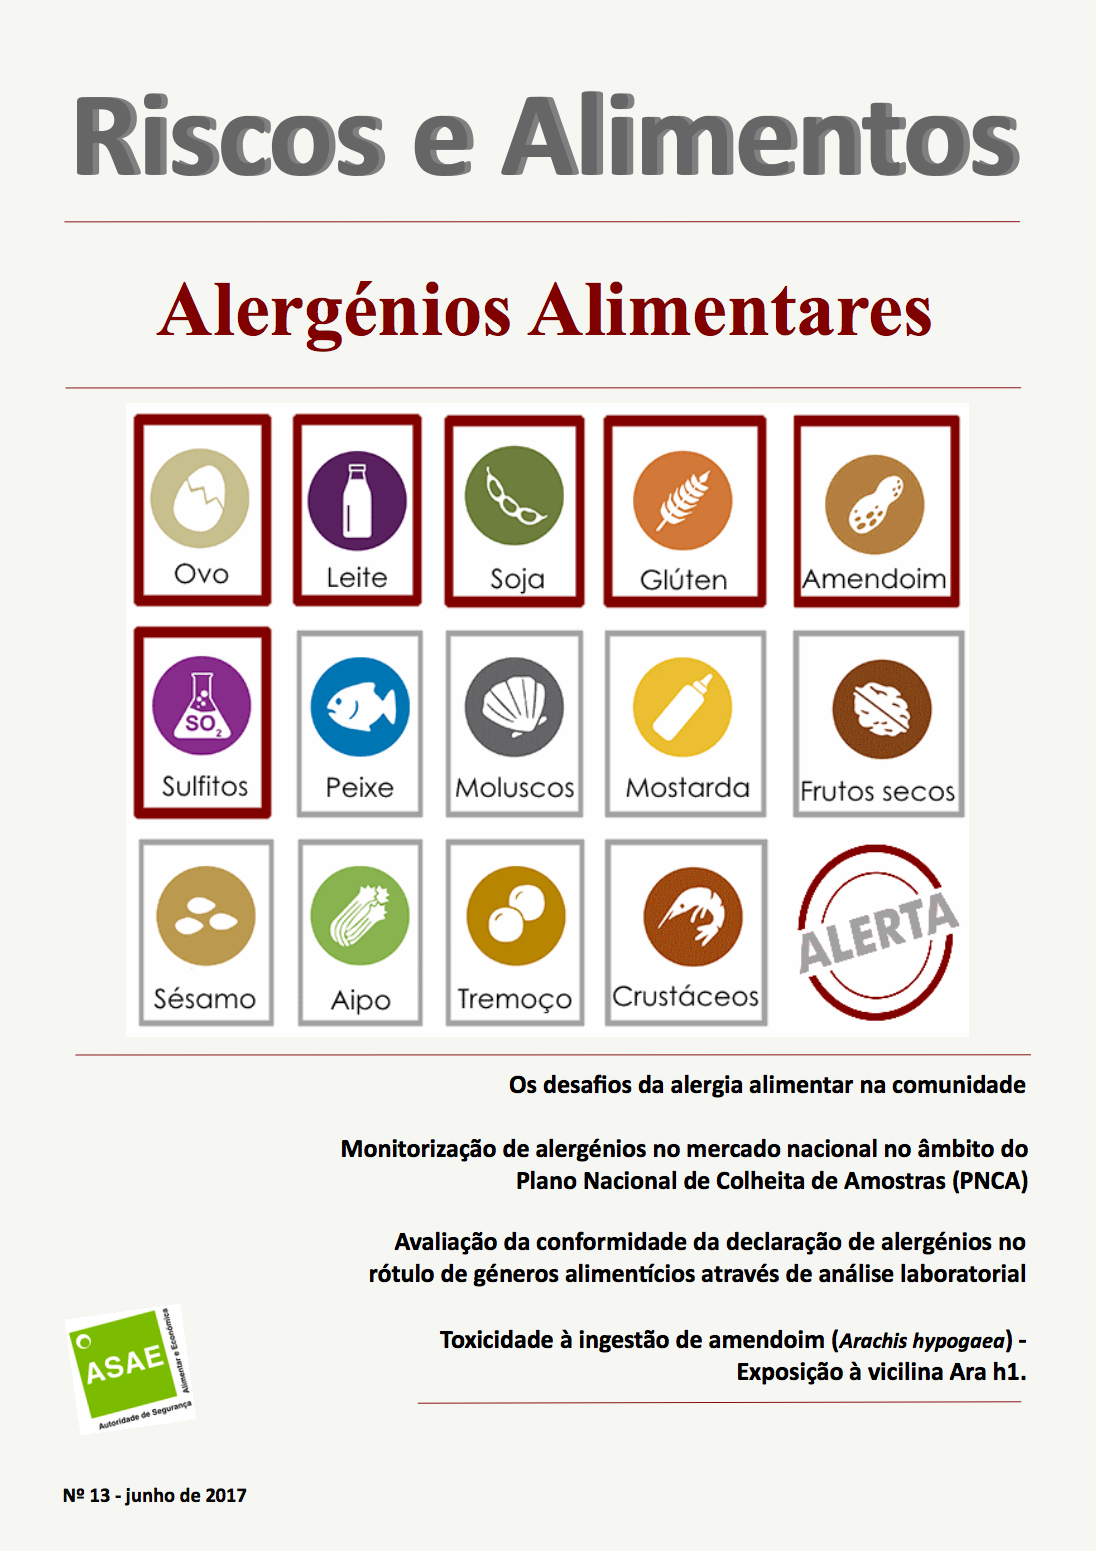 Riscos e Alimentos
Alergénios Alimentares
Ovo
Leite
Soja
Glúten
Amendoim
SO2
Sulfitos
Peixe
Moluscos
Mostarda
Frutos secos
Sésamo
Aipo
Tremoço
Crustáceos
ALERTA
Os desafios da alergia alimentar na comunidade
Monitorização de alergénios no mercado nacional no âmbito do
Plano Nacional de Colheita de Amostras (PNCA)
Avaliação da conformidade da declaração de alergénios no
rótulo de géneros alimentícios através de análise laboratorial
Toxicidade à ingestão de amendoim (Arachis hypogaea) -
Exposição à vicilina Ara h1.
ASAE
Autoridade de Segurança
Alimentar e Económica
Nº 13 - junho de 2017